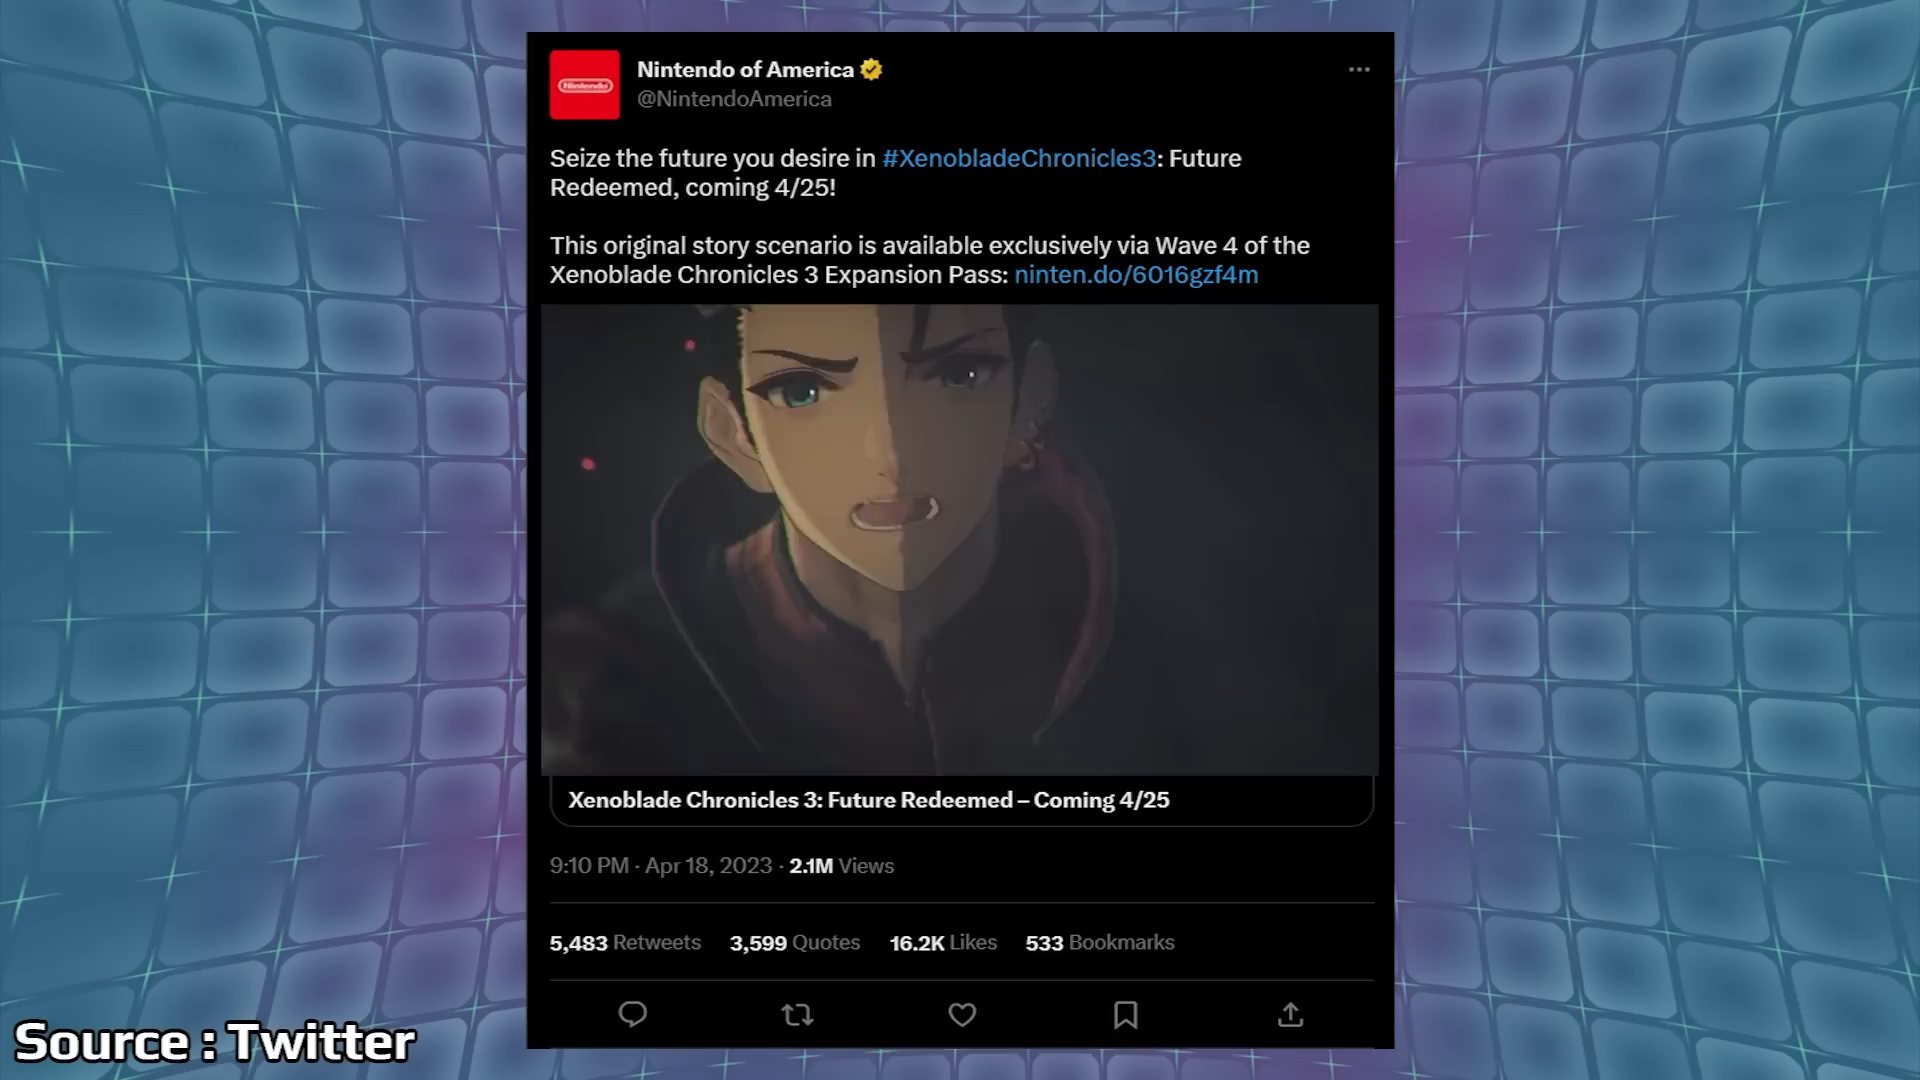 Nintendo
Nintendo of America
@NintendoAmerica
Seize the future you desire in #XenobladeChronicles3: Future
Redeemed, coming 4/25!
This original story scenario is available exclusively via Wave 4 of the
Xenoblade Chronicles 3 Expansion Pass: ninten.do/6016gzf4m
Xenoblade Chronicles 3: Future Redeemed – Coming 4/25
9:10 PM · Apr 18, 2023 · 2.1M Views
5,483 Retweets 3,599 Quotes 16.2K Likes 533 Bookmarks
Source : Twitter